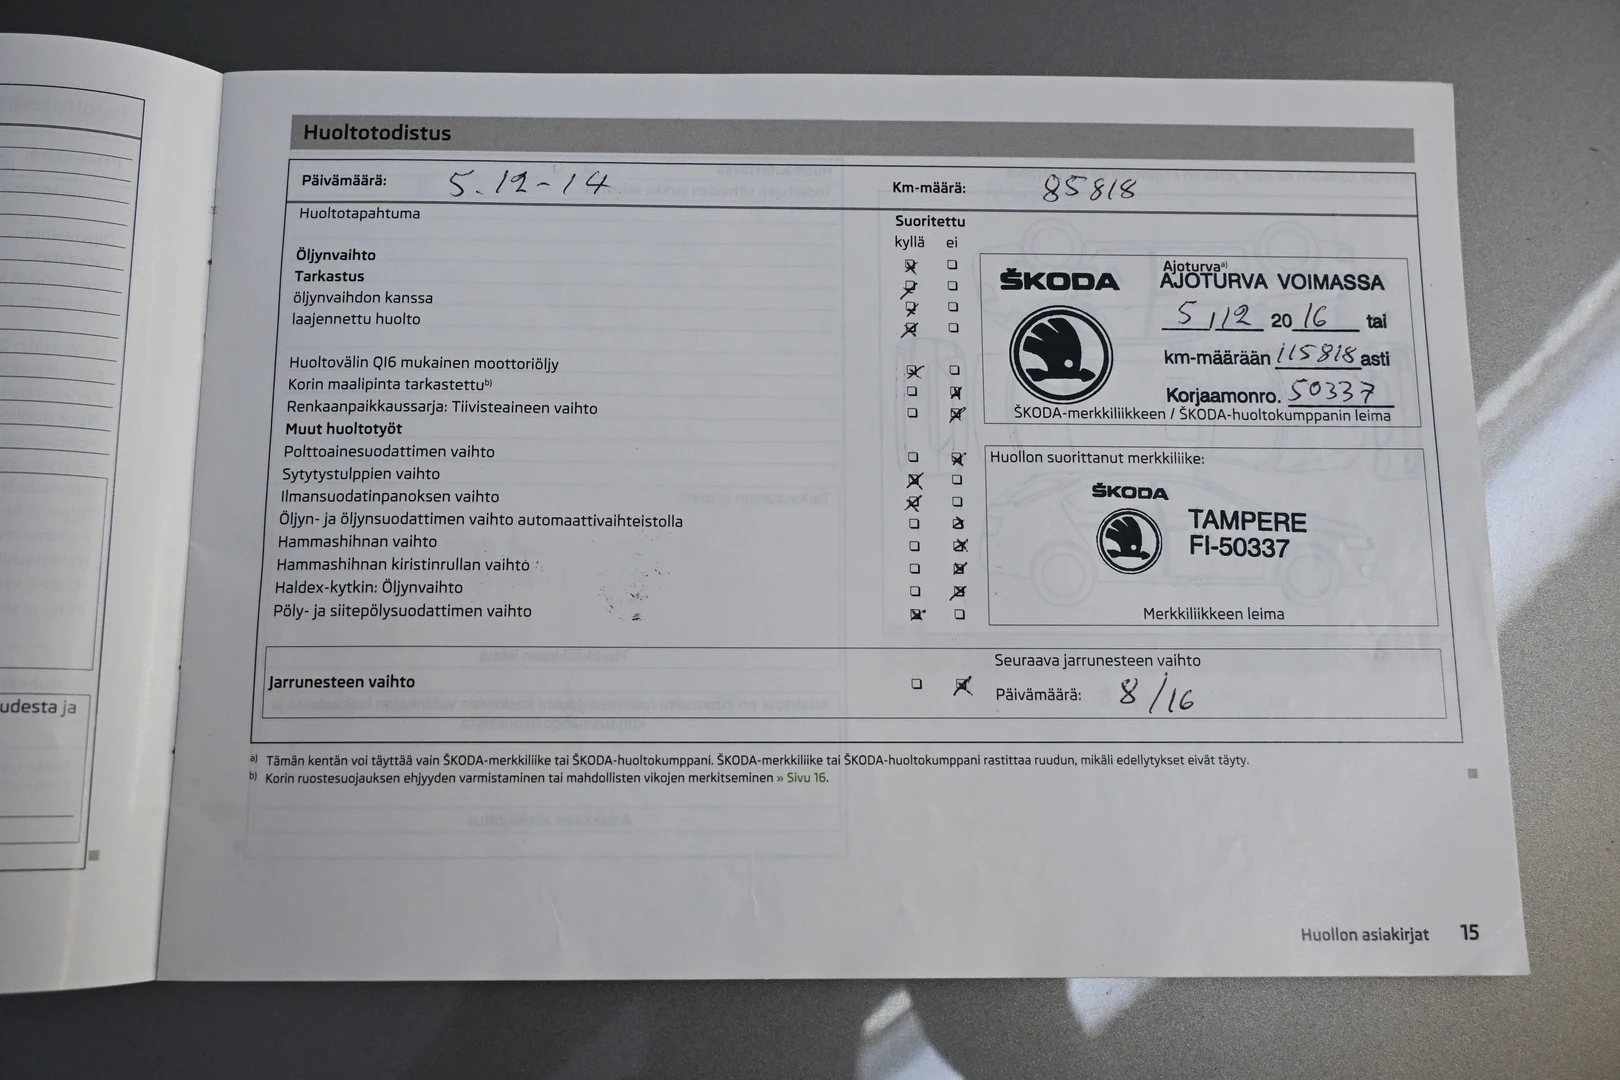 Huoltotodistus
Päivämäärä: 5.12-14 Km-määrä: 85818
Huoltotapahtuma Suoritettu
kyllä ei
Öljynvaihto
Tarkastus
öljynvaihdon kanssa
laajennettu huolto
Huoltovälin QI6 mukainen moottoriöljy
Korin maalipinta tarkastettu b)
Renkaanpaikkaussarja: Tiivisteaineen vaihto
Muut huoltotyöt
Polttoainesuodattimen vaihto
Sytytystulppien vaihto
Ilmansuodatinpanoksen vaihto
Öljyn- ja öljynsuodattimen vaihto automaattivaihteistolla
Hammashihnan vaihto
Hammashihnan kiristinrullan vaihto
Haldex-kytkin: Öljynvaihto
Pöly- ja siitepölysuodattimen vaihto
ŠKODA
Ajoturva a)
AJOTURVA VOIMASSA
5/12 2016 tai
km-määrään 115818 asti
Korjaamonro. 50337
ŠKODA-merkkiliikkeen / ŠKODA-huoltokumppanin leima
Huollon suorittanut merkkiliike:
ŠKODA
TAMPERE
FI-50337
Merkkiliikkeen leima
Jarrunesteen vaihto
Seuraava jarrunesteen vaihto
Päivämäärä: 8/16
a) Tämän kentän voi täyttää vain ŠKODA-merkkiliike tai ŠKODA-huoltokumppani. ŠKODA-merkkiliike tai ŠKODA-huoltokumppani rastittaa ruudun, mikäli edellytykset eivät täyty.
b) Korin ruostesuojauksen ehjyyden varmistaminen tai mahdollisten vikojen merkitseminen » Sivu 16.
Huollon asiakirjat 15
udesta ja